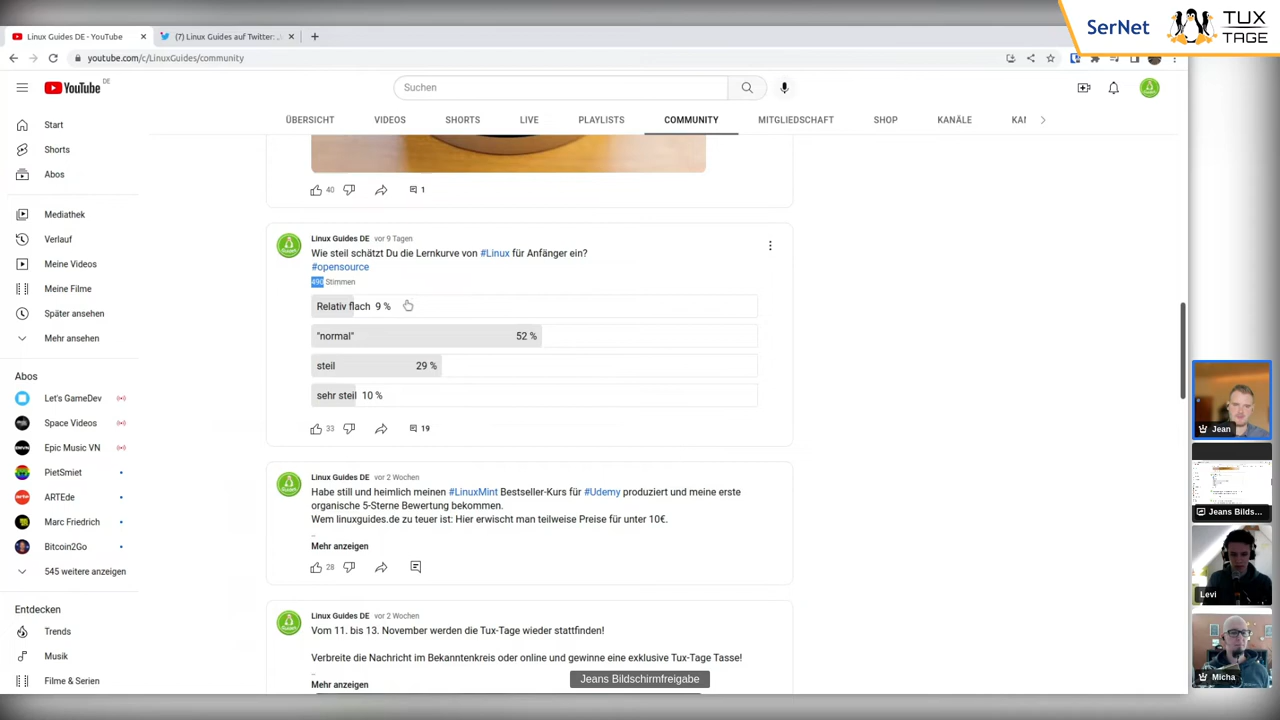 SerNet
TUX
TAGE
Linux Guides DE - YouTube
(7) Linux Guides auf Twitter: „
youtube.com/c/LinuxGuides/community
YouTube
DE
Suchen
ÜBERSICHT
VIDEOS
SHORTS
LIVE
PLAYLISTS
COMMUNITY
MITGLIEDSCHAFT
SHOP
KANÄLE
Start
Shorts
Abos
Mediathek
Verlauf
Meine Videos
Meine Filme
Später ansehen
Mehr ansehen
Abos
Let's GameDev
Space Videos
Epic Music VN
PietSmiet
ARTEde
Marc Friedrich
Bitcoin2Go
545 weitere anzeigen
Entdecken
Trends
Musik
Filme & Serien
40
1
Linux Guides DE vor 9 Tagen
Wie steil schätzt Du die Lernkurve von #Linux für Anfänger ein?
#opensource
490 Stimmen
Relativ flach 9 %
"normal" 52 %
steil 29 %
sehr steil 10 %
33
19
Linux Guides DE vor 2 Wochen
Habe still und heimlich meinen #LinuxMint Bestseller-Kurs für #Udemy produziert und meine erste
organische 5-Sterne Bewertung bekommen.
Wem linuxguides.de zu teuer ist: Hier erwischt man teilweise Preise für unter 10€.
..
Mehr anzeigen
28
Linux Guides DE vor 2 Wochen
Vom 11. bis 13. November werden die Tux-Tage wieder stattfinden!
Verbreite die Nachricht im Bekanntenkreis oder online und gewinne eine exklusive Tux-Tage Tasse!
..
Mehr anzeigen
Jeans Bildschirmfreigabe
Jean
Jeans Bilds...
Levi
Micha